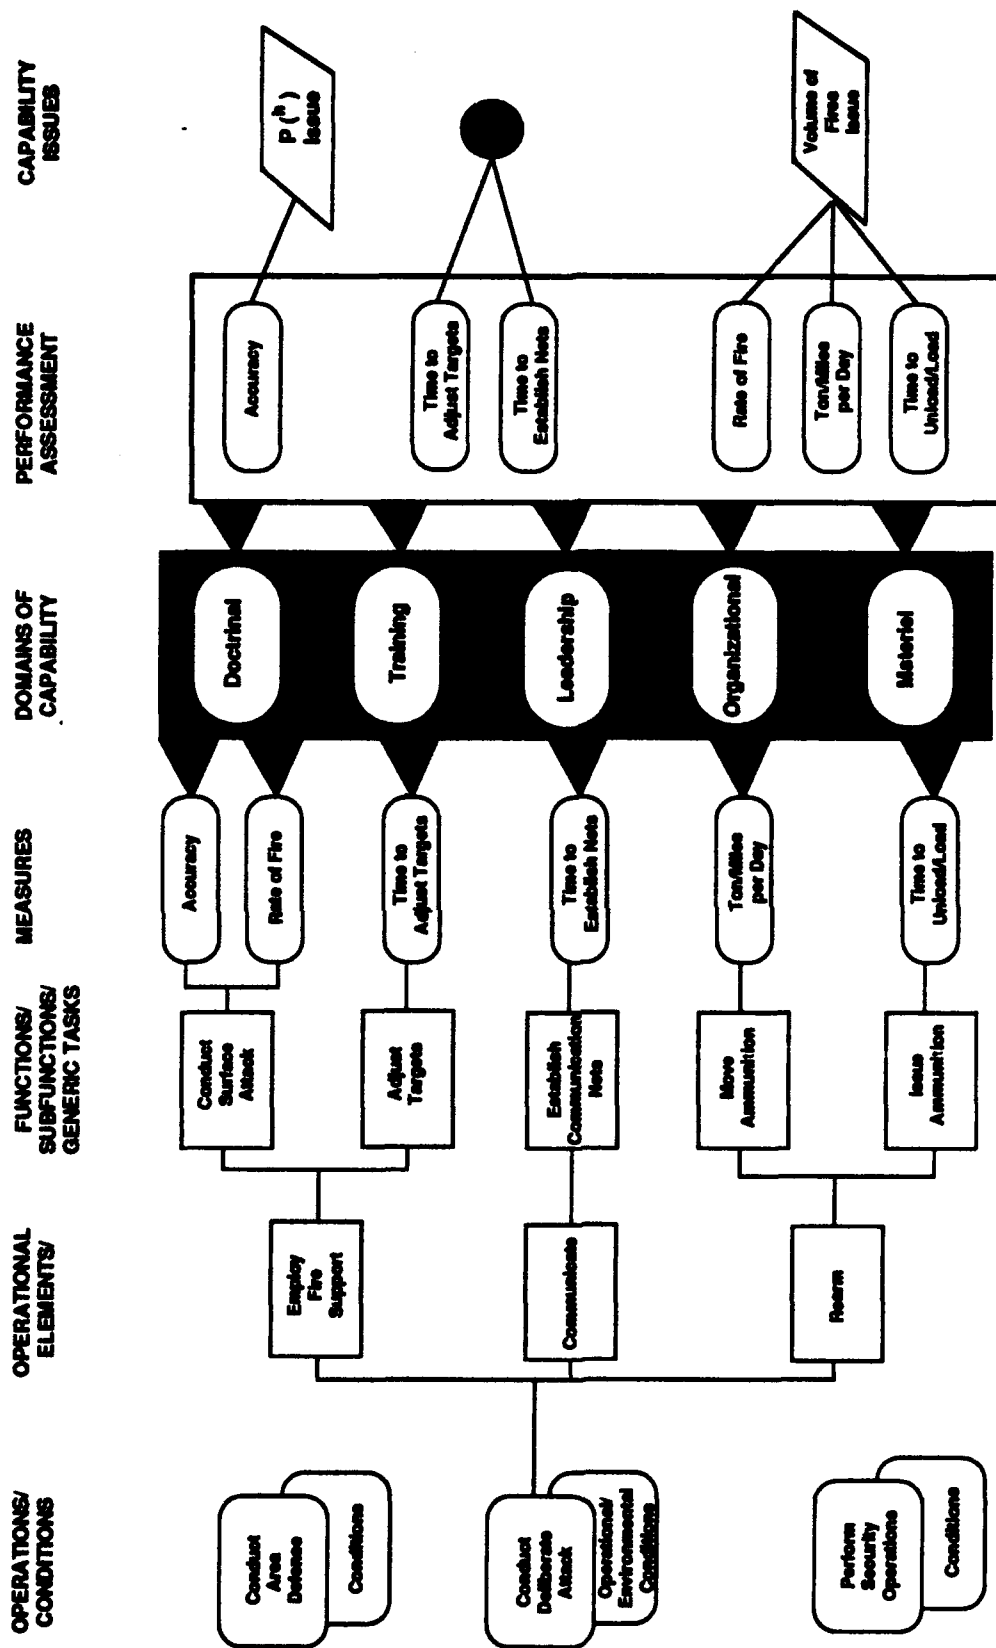 OPERATIONS/
CONDITIONS
OPERATIONAL
ELEMENTS/
FUNCTIONS/
SUBFUNCTIONS/
GENERIC TASKS
MEASURES
DOMAINS OF
CAPABILITY
PERFORMANCE
ASSESSMENT
CAPABILITY
ISSUES
Conduct
Area
Defense
Conditions
Conduct
Deliberate
Attack
Operational/
Environmental
Conditions
Perform
Security
Operations
Conditions
Employ
Fire
Support
Communicate
Rearm
Conduct
Surface
Attack
Adjust
Targets
Establish
Communication
Nets
Move
Ammunition
Issue
Ammunition
Accuracy
Rate of Fire
Time to
Adjust Targets
Time to
Establish Nets
Ton/Miles
per Day
Time to
Unload/Load
Doctrinal
Training
Leadership
Organizational
Materiel
Accuracy
Time to
Adjust Targets
Time to
Establish Nets
Rate of Fire
Ton/Miles
per Day
Time to
Unload/Load
P (h)
Issue
Volume of
Fires
Issue